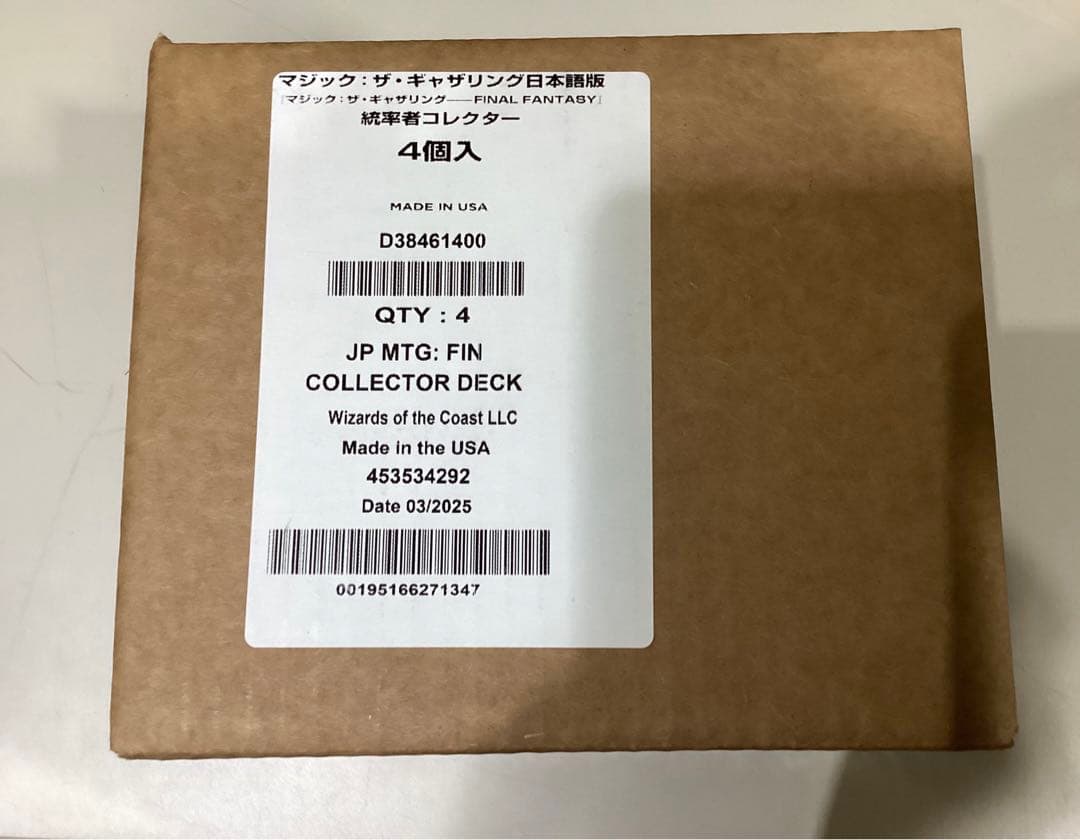 マジック：ザ・ギャザリング日本語版
『マジック：ザ・ギャザリング——FINAL FANTASY』
統率者コレクター
4個入
MADE IN USA
D38461400
QTY : 4
JP MTG: FIN
COLLECTOR DECK
Wizards of the Coast LLC
Made in the USA
453534292
Date 03/2025
00195166271347